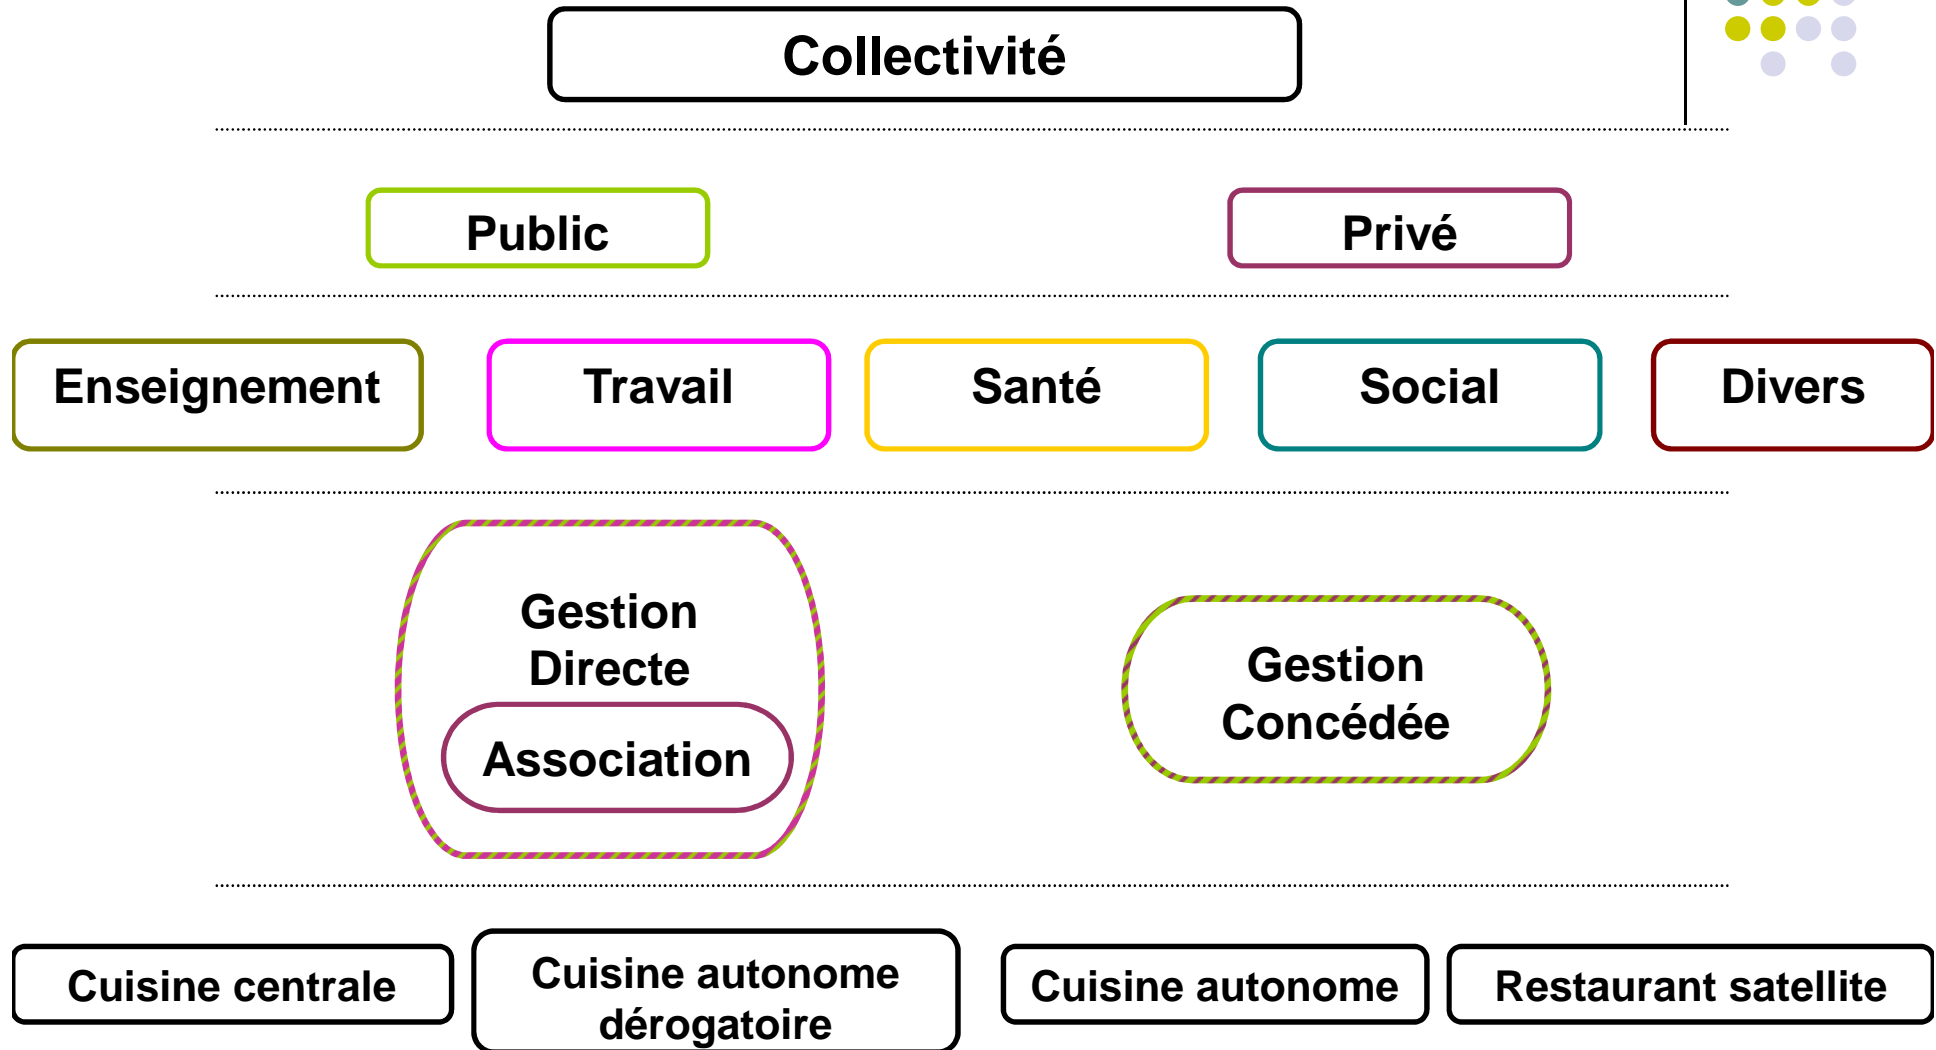 Collectivité
Public
Privé
Enseignement
Travail
Santé
Social
Divers
Gestion
Directe
Association
Gestion
Concédée
Cuisine centrale
Cuisine autonome
dérogatoire
Cuisine autonome
Restaurant satellite